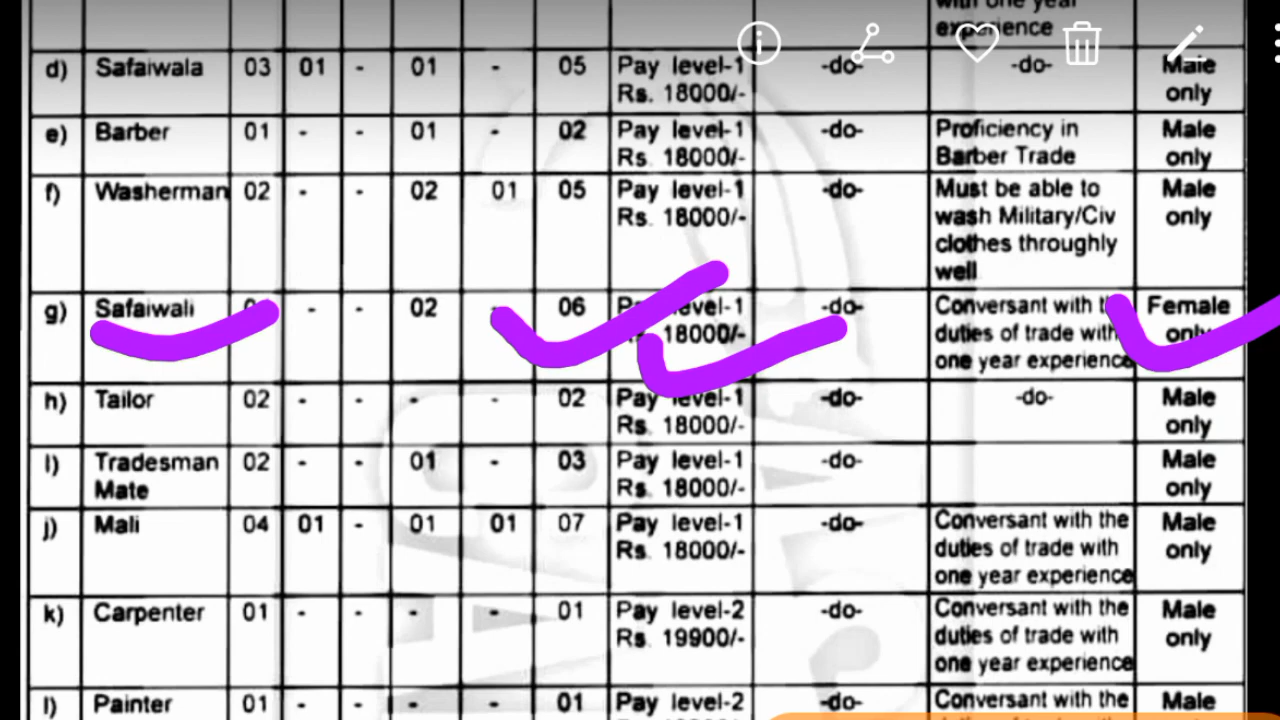 with one year
experience
d) Safaiwala 03 01 - 01 - 05 Pay level-1 -do- -do- Male
Rs. 18000/- only
e) Barber 01 - - 01 - 02 Pay level-1 -do- Proficiency in Male
Rs. 18000/- Barber Trade only
f) Washerman 02 - - 02 01 05 Pay level-1 -do- Must be able to Male
Rs. 18000/- wash Military/Civ only
clothes throughly
well
g) Safaiwali - - 02 - 06 Pay level-1 -do- Conversant with Female
18000/- duties of trade with only
one year experience
h) Tailor 02 - - - - 02 Pay level-1 -do- -do- Male
Rs. 18000/- only
i) Tradesman 02 - - 01 - 03 Pay level-1 -do- Male
Mate Rs. 18000/- only
j) Mali 04 01 - 01 01 07 Pay level-1 -do- Conversant with the Male
Rs. 18000/- duties of trade with only
one year experience
k) Carpenter 01 - - - - 01 Pay level-2 -do- Conversant with the Male
Rs. 19900/- duties of trade with only
one year experience
l) Painter 01 - - - - 01 Pay level-2 -do- Conversant with the Male